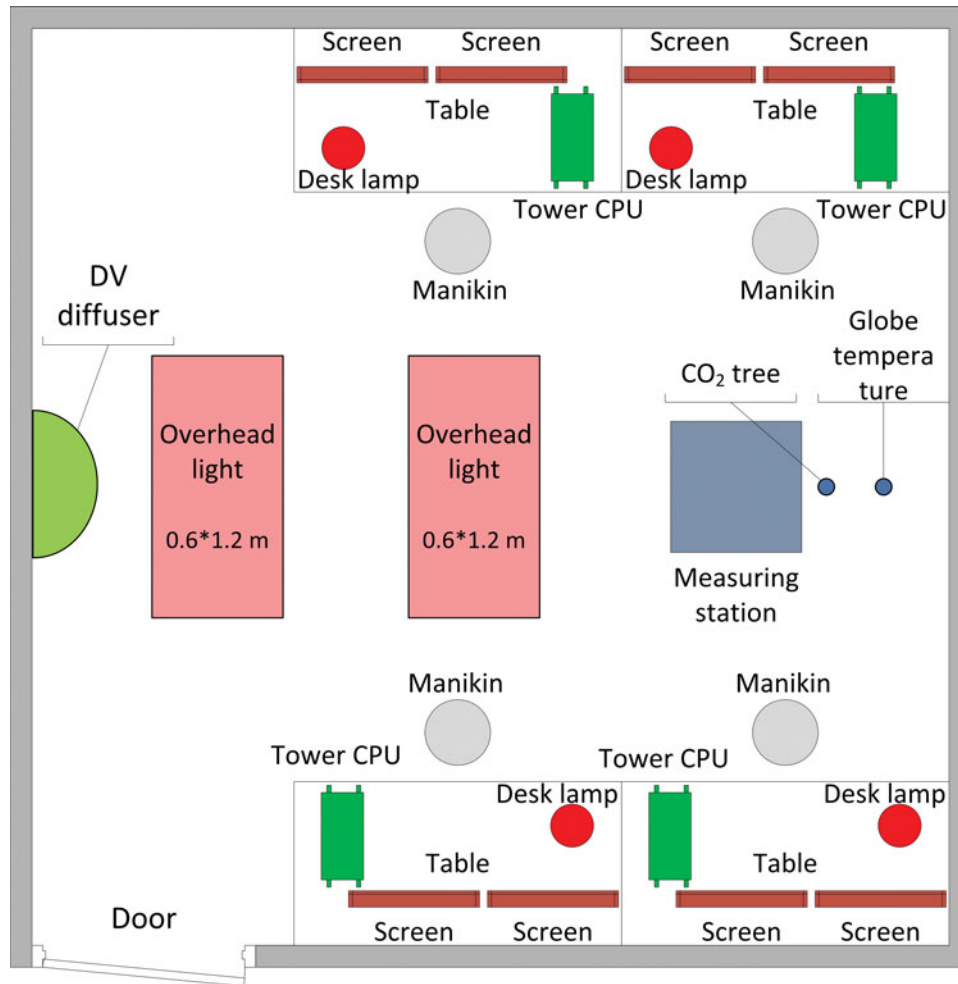 Screen
Screen
Screen
Screen
Table
Table
Desk lamp
Desk lamp
Tower CPU
Tower CPU
Manikin
Manikin
DV
diffuser
Globe
tempera
ture
CO₂ tree
Overhead
light
0.6*1.2 m
Overhead
light
0.6*1.2 m
Measuring
station
Manikin
Manikin
Tower CPU
Tower CPU
Desk lamp
Desk lamp
Table
Table
Door
Screen
Screen
Screen
Screen